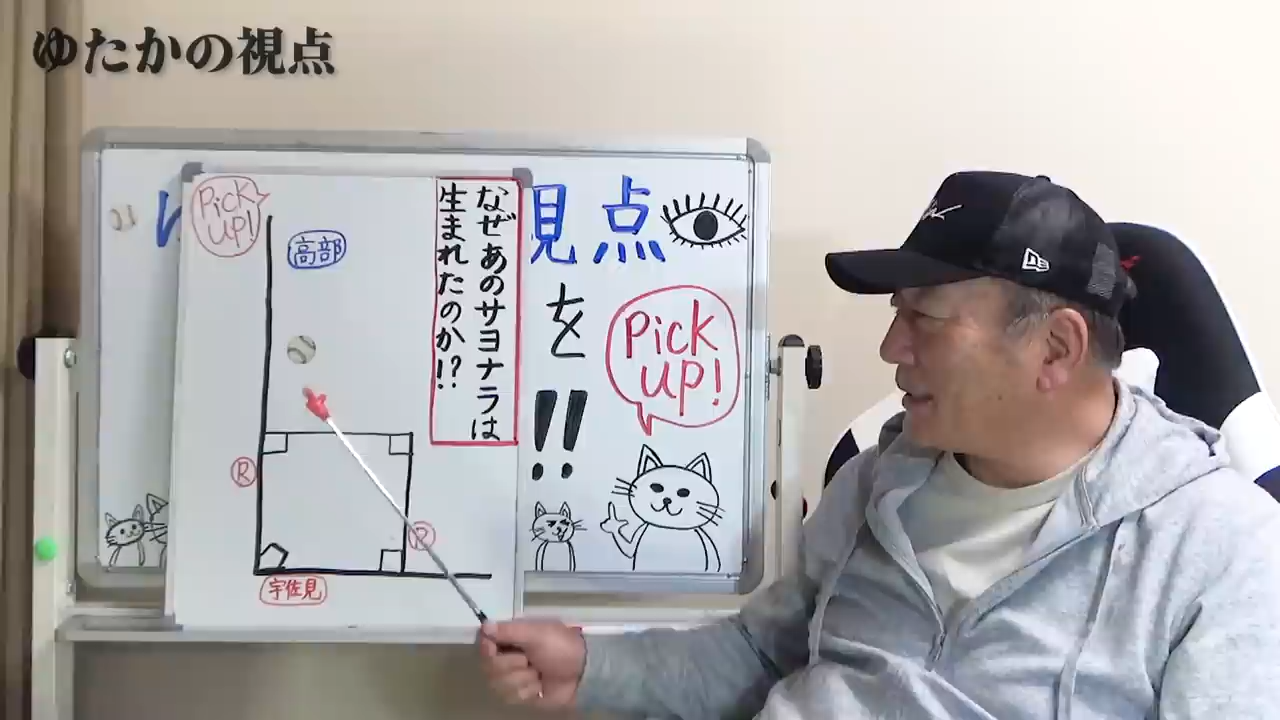 ゆたかの視点
Pick
up!
高部
なぜあのサヨナラは
生まれたのか!?
見点
を
!!
Pick
up!
R
R
宇佐見